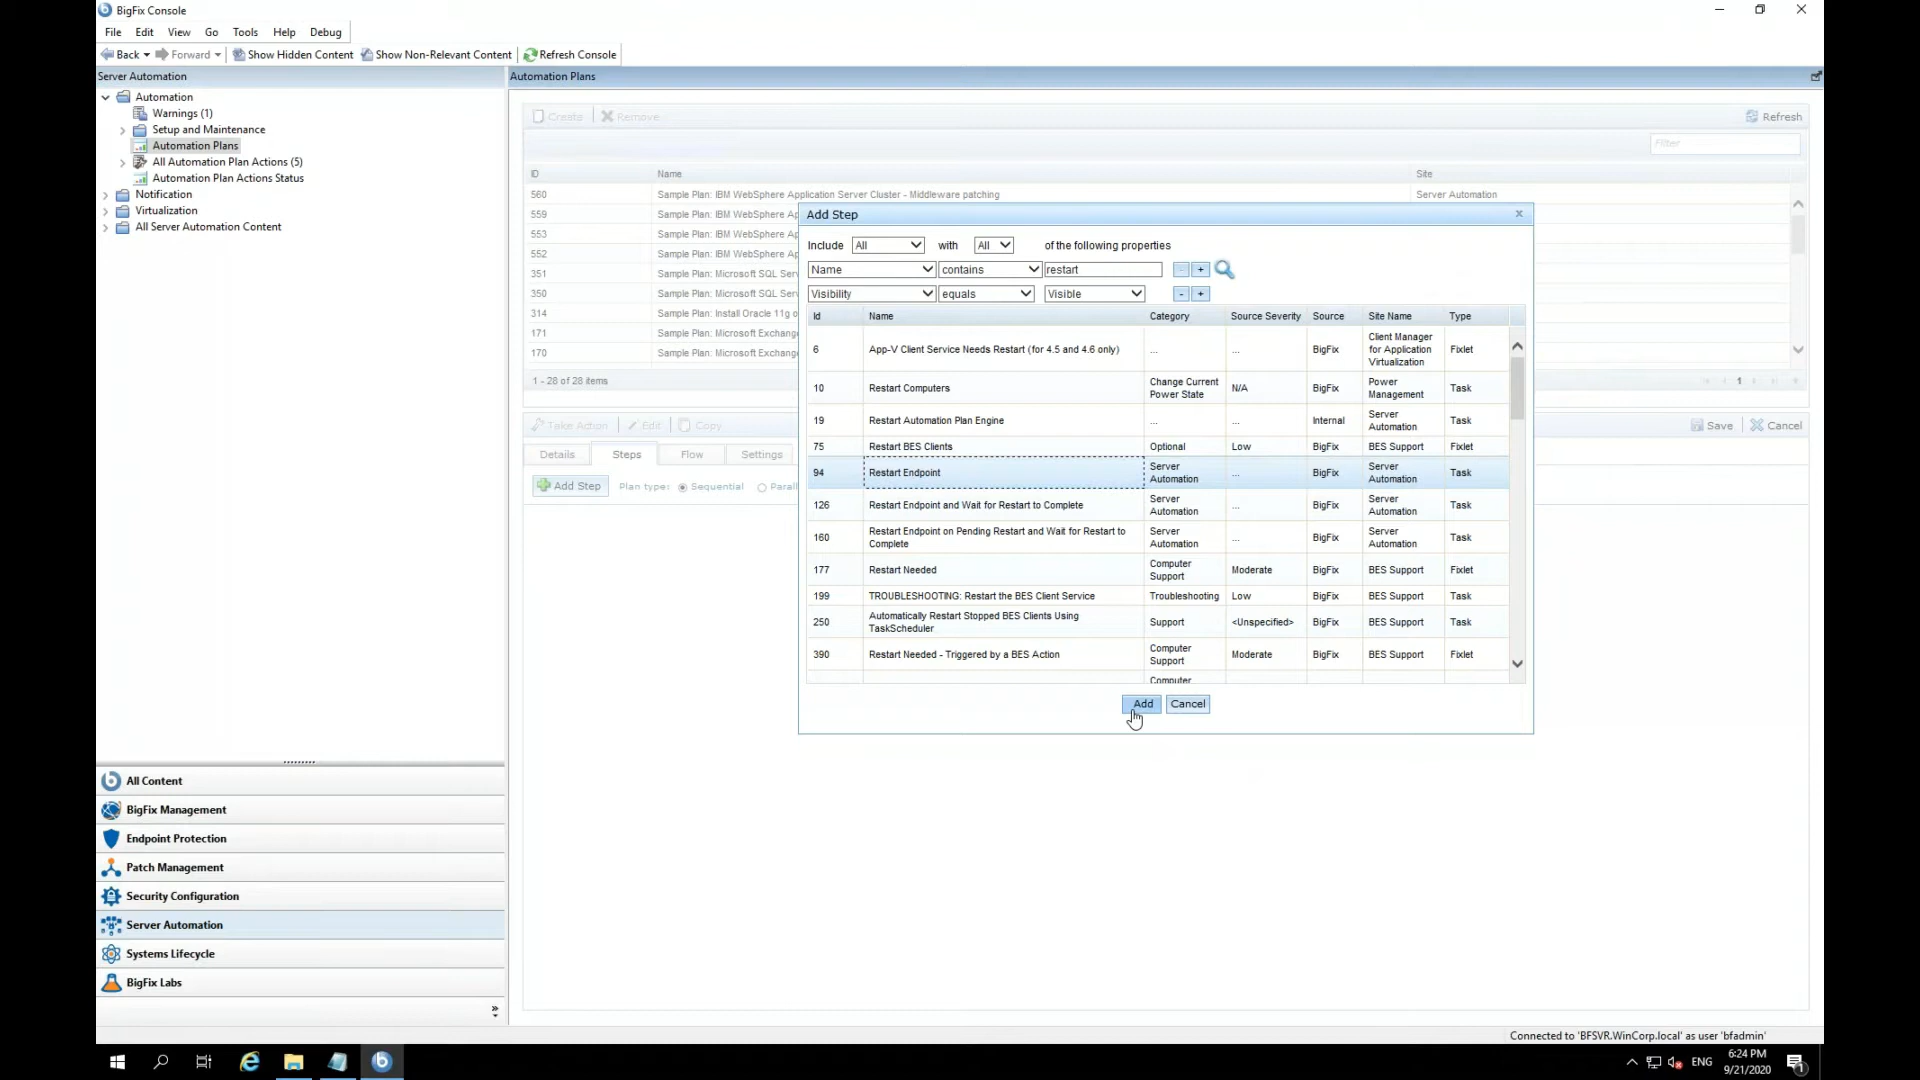 BigFix Console
File Edit View Go Tools Help Debug
Back Forward Show Hidden Content Show Non-Relevant Content Refresh Console
Server Automation
Automation
Warnings (1)
Setup and Maintenance
Automation Plans
All Automation Plan Actions (5)
Automation Plan Actions Status
Notification
Virtualization
All Server Automation Content
All Content
BigFix Management
Endpoint Protection
Patch Management
Security Configuration
Server Automation
Systems Lifecycle
BigFix Labs
Automation Plans
Create Remove Refresh
Filter
ID Name Site
560 Sample Plan: IBM WebSphere Application Server Cluster - Middleware patching Server Automation
559 Sample Plan: IBM WebSphere Ap
553 Sample Plan: IBM WebSphere Ap
552 Sample Plan: IBM WebSphere Ap
351 Sample Plan: Microsoft SQL Serv
350 Sample Plan: Microsoft SQL Serv
314 Sample Plan: Install Oracle 11g o
171 Sample Plan: Microsoft Exchange
170 Sample Plan: Microsoft Exchange
1 - 28 of 28 items 1
Take Action Edit Copy Save Cancel
Details Steps Flow Settings
Add Step Plan type: Sequential Parall
Add Step x
Include All with All of the following properties
Name contains restart - +
Visibility equals Visible - +
Id Name Category Source Severity Source Site Name Type
6 App-V Client Service Needs Restart (for 4.5 and 4.6 only) ... ... BigFix Client Manager for Application Virtualization Fixlet
10 Restart Computers Change Current Power State N/A BigFix Power Management Task
19 Restart Automation Plan Engine ... ... Internal Server Automation Task
75 Restart BES Clients Optional Low BigFix BES Support Fixlet
94 Restart Endpoint Server Automation ... BigFix Server Automation Task
126 Restart Endpoint and Wait for Restart to Complete Server Automation ... BigFix Server Automation Task
160 Restart Endpoint on Pending Restart and Wait for Restart to Complete Server Automation ... BigFix Server Automation Task
177 Restart Needed Computer Support Moderate BigFix BES Support Fixlet
199 TROUBLESHOOTING: Restart the BES Client Service Troubleshooting Low BigFix BES Support Task
250 Automatically Restart Stopped BES Clients Using TaskScheduler Support <Unspecified> BigFix BES Support Task
390 Restart Needed - Triggered by a BES Action Computer Support Moderate BigFix BES Support Fixlet
Computer
Add Cancel
Connected to 'BFSVR.WinCorp.local' as user 'bfadmin'
ENG 6:24 PM
9/21/2020 1